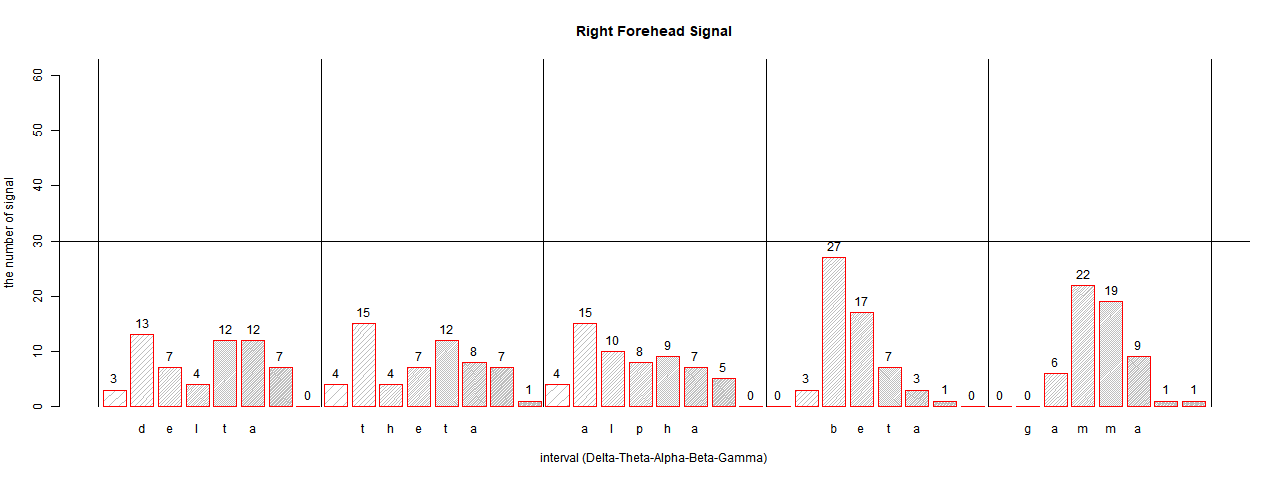 Right Forehead Signal
the number of signal
60
50
40
30
20
10
0
3 13 7 4 12 12 7 0 4 15 4 7 12 8 7 1 4 15 10 8 9 7 5 0 0 3 27 17 7 3 1 0 0 0 6 22 19 9 1 1
d e l t a t h e t a a l p h a b e t a g a m m a
interval (Delta-Theta-Alpha-Beta-Gamma)